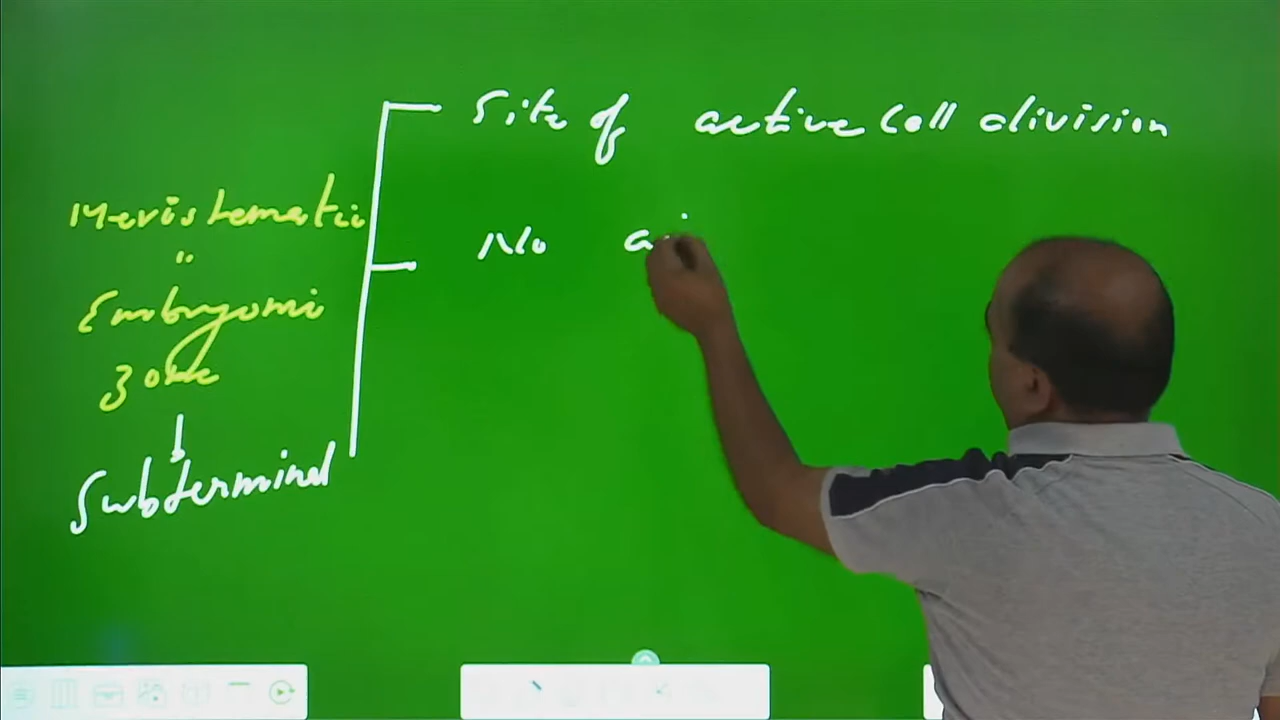 Meristematic
"
Embryonic
zone
Subterminal
Site of active cell division
No